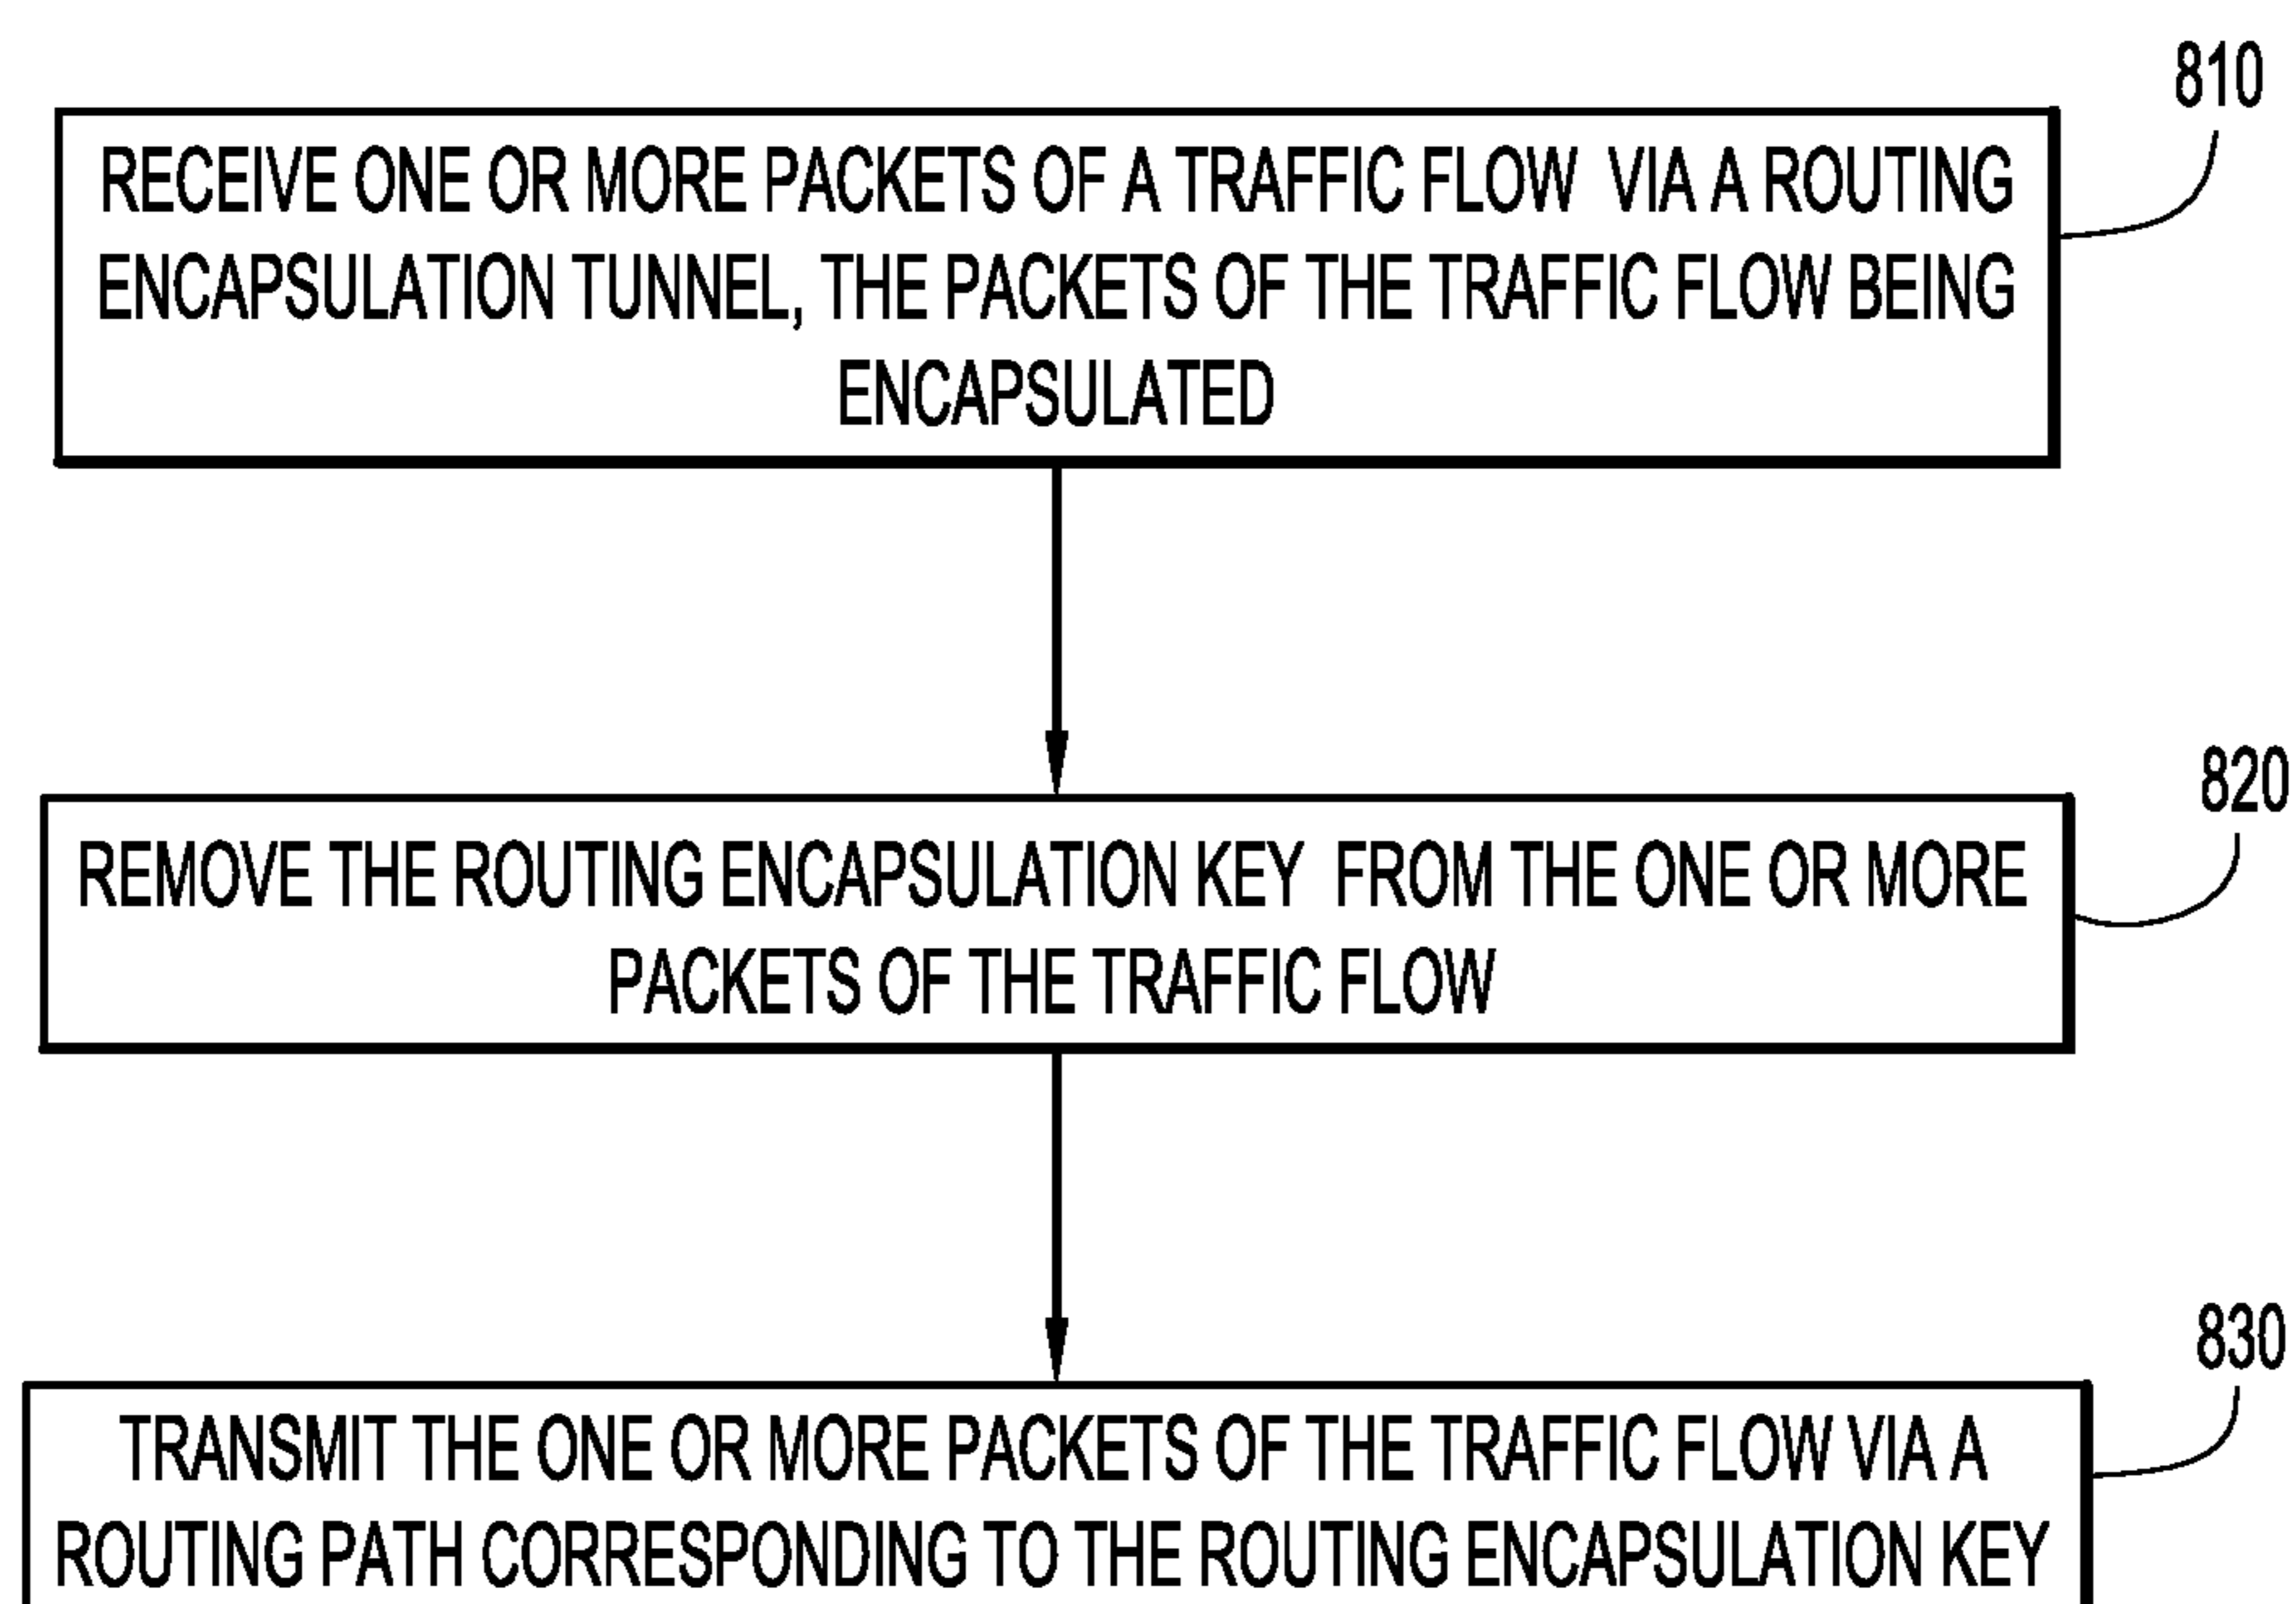 810
RECEIVE ONE OR MORE PACKETS OF A TRAFFIC FLOW VIA A ROUTING
ENCAPSULATION TUNNEL, THE PACKETS OF THE TRAFFIC FLOW BEING
ENCAPSULATED
820
REMOVE THE ROUTING ENCAPSULATION KEY FROM THE ONE OR MORE
PACKETS OF THE TRAFFIC FLOW
830
TRANSMIT THE ONE OR MORE PACKETS OF THE TRAFFIC FLOW VIA A
ROUTING PATH CORRESPONDING TO THE ROUTING ENCAPSULATION KEY